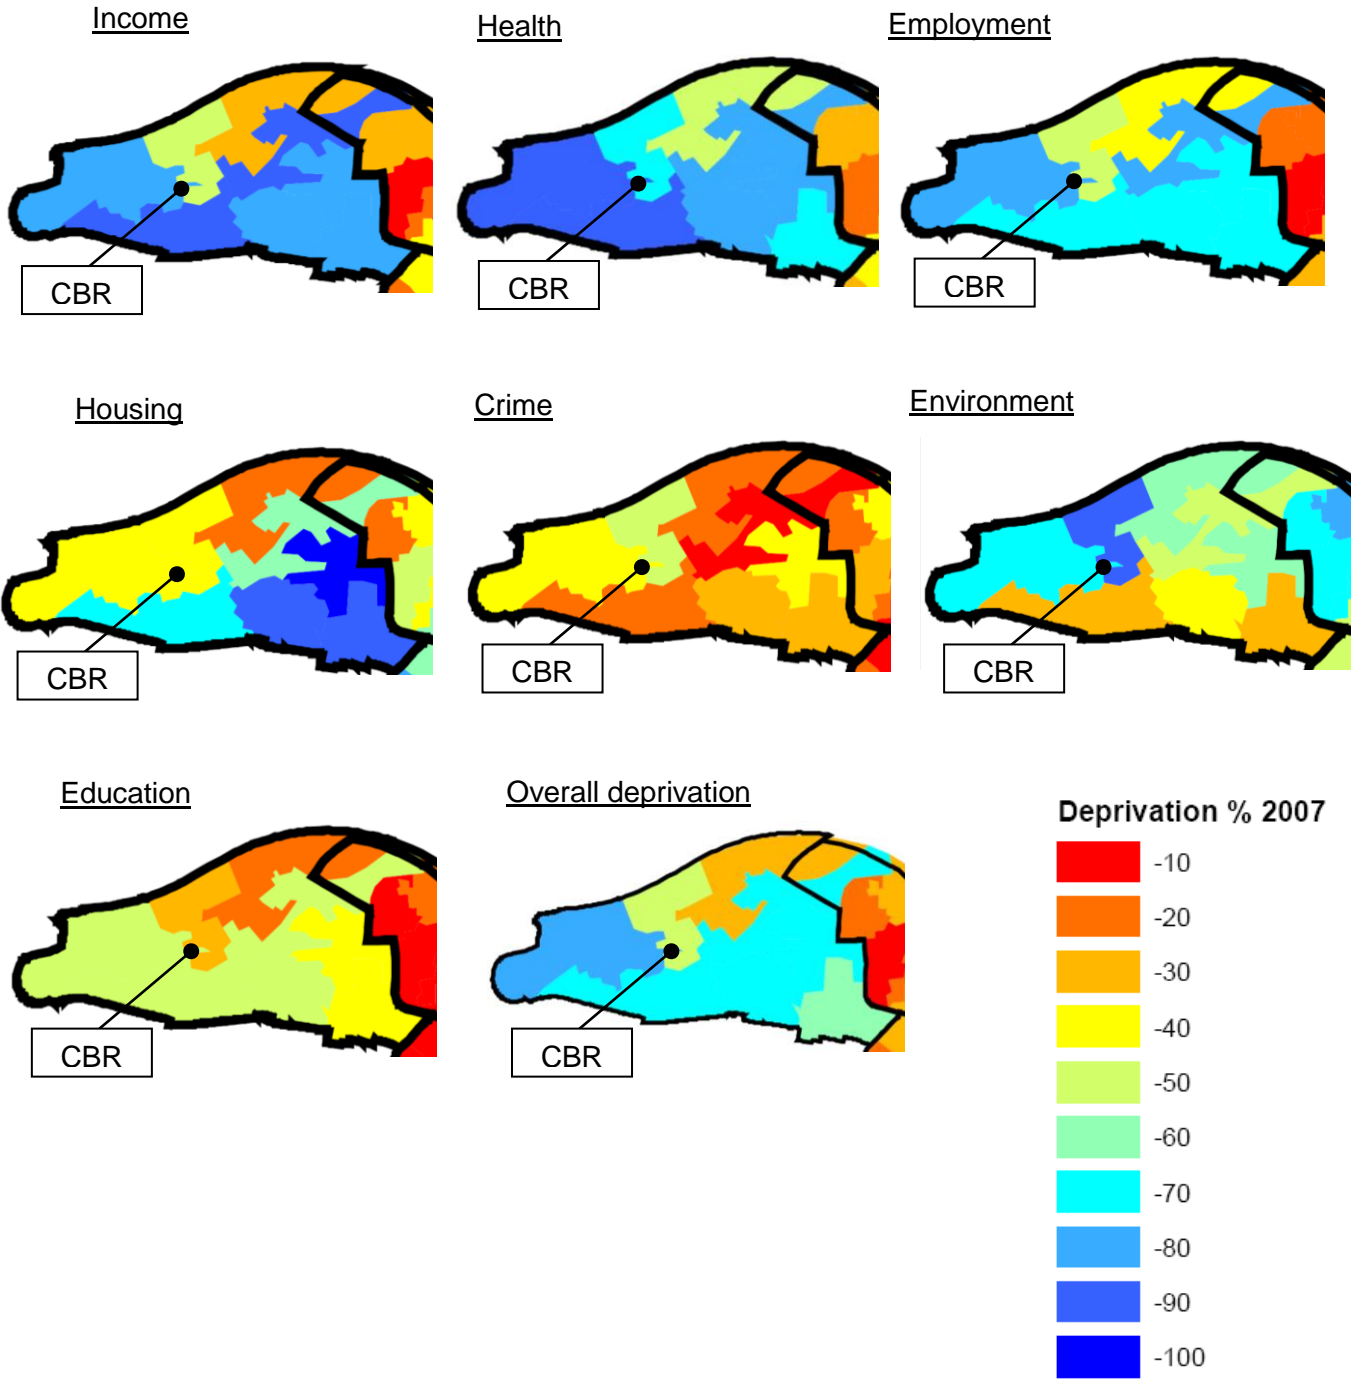 Income
Health
Employment
CBR
CBR
CBR
Housing
Crime
Environment
CBR
CBR
CBR
Education
Overall deprivation
CBR
CBR
Deprivation % 2007
-10
-20
-30
-40
-50
-60
-70
-80
-90
-100